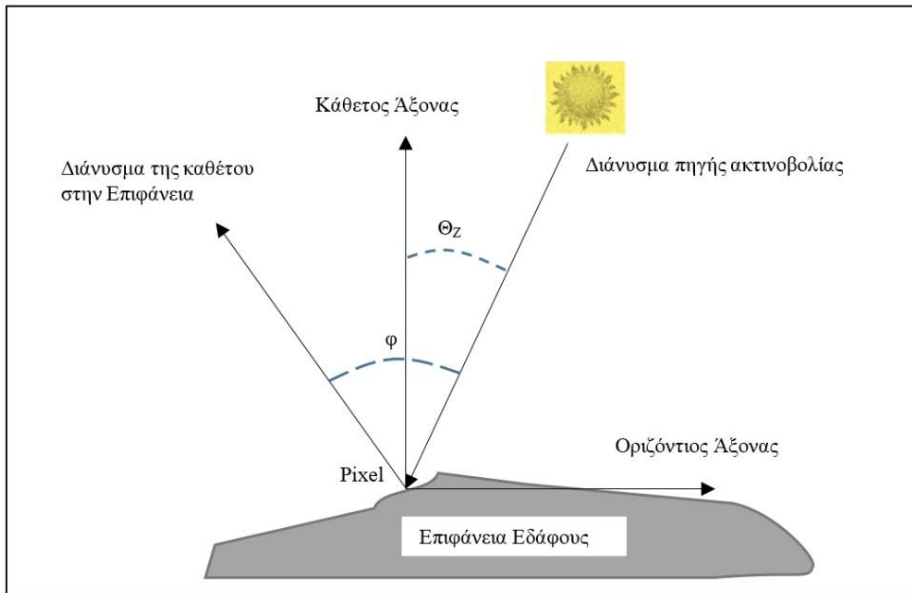 Κάθετος Άξονας
Διάνυσμα της καθέτου
στην Επιφάνεια
Διάνυσμα πηγής ακτινοβολίας
Θz
φ
Pixel
Οριζόντιος Άξονας
Επιφάνεια Εδάφους